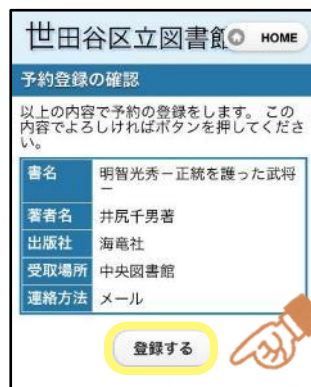 世田谷区立図書館
HOME
予約登録の確認
以上の内容で予約の登録をします。 この
内容でよろしければボタンを押してくださ
い。
書名 明智光秀－正統を護った武将
－
著者名 井尻千男著
出版社 海竜社
受取場所 中央図書館
連絡方法 メール
登録する